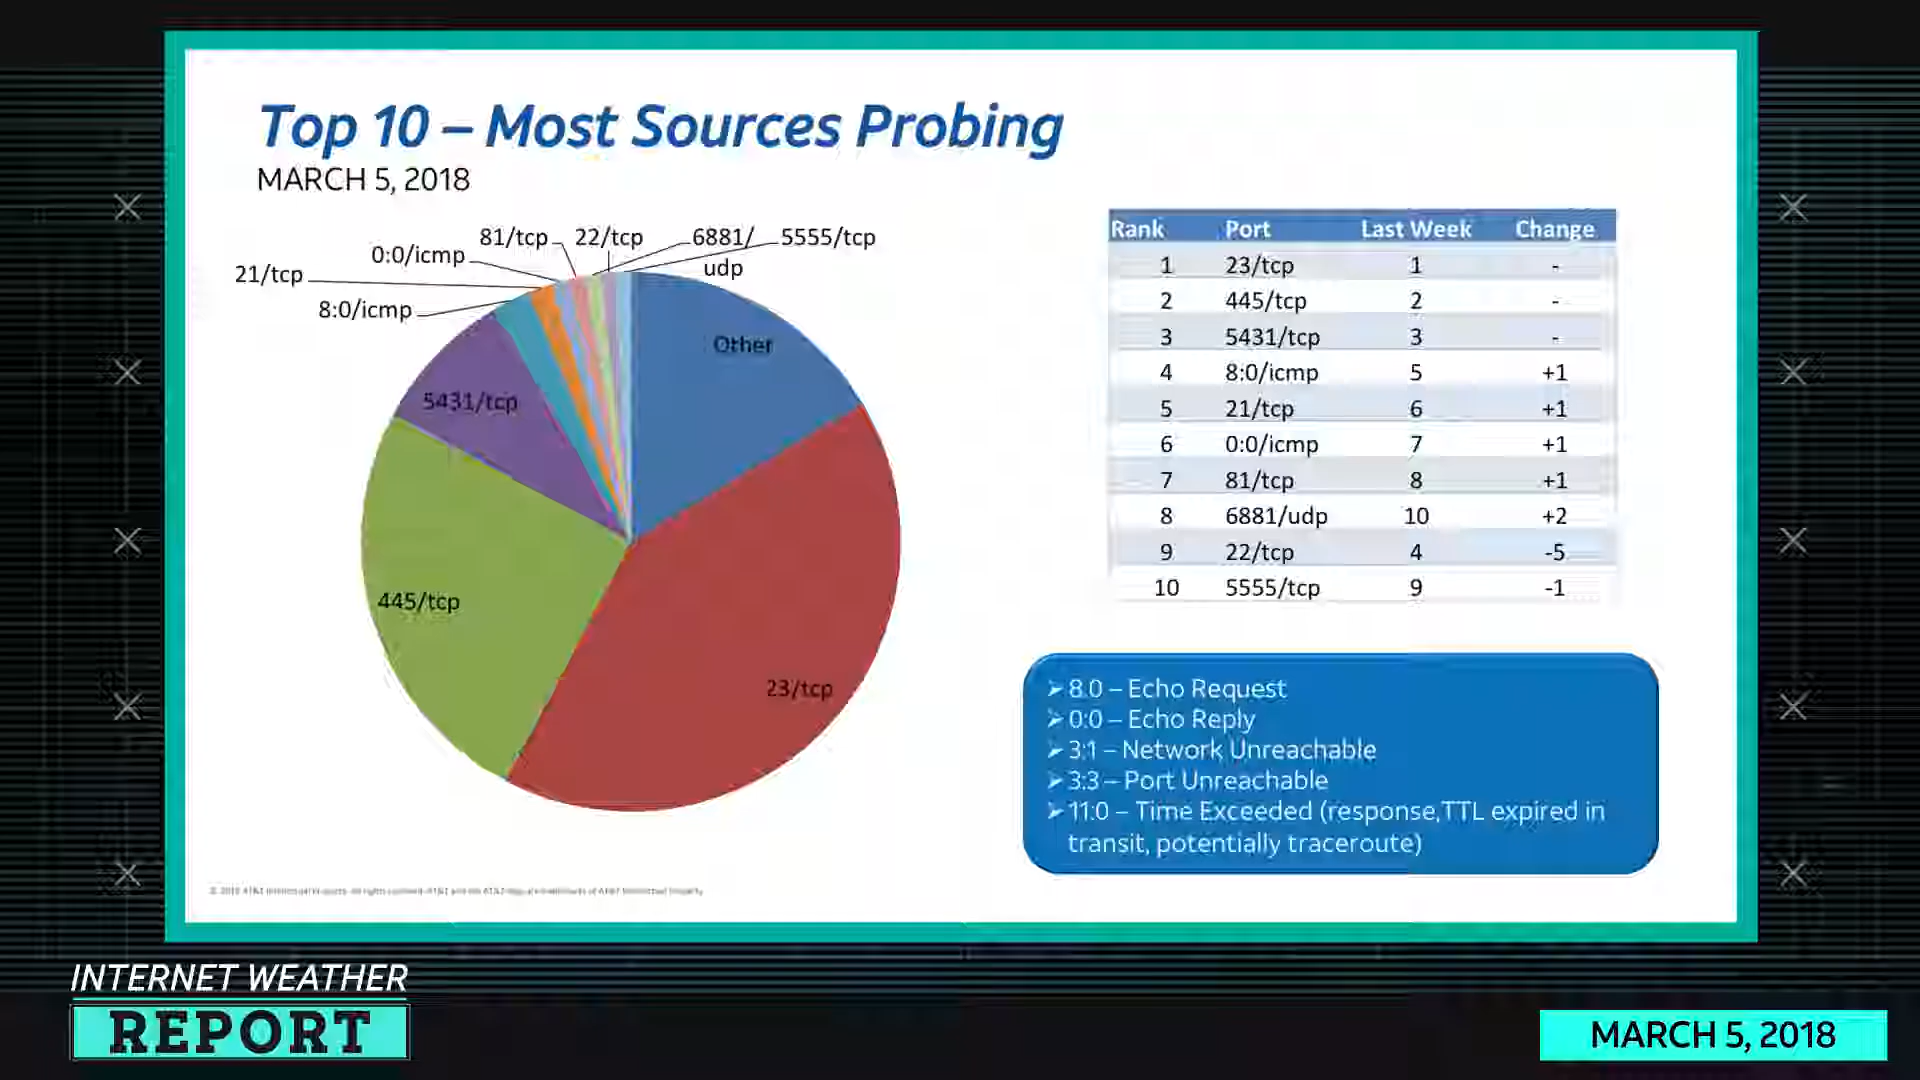 Top 10 – Most Sources Probing
MARCH 5, 2018
81/tcp
22/tcp
6881/
udp
5555/tcp
0:0/icmp
21/tcp
8:0/icmp
Other
5431/tcp
445/tcp
23/tcp
Rank Port Last Week Change
1 23/tcp 1 -
2 445/tcp 2 -
3 5431/tcp 3 -
4 8:0/icmp 5 +1
5 21/tcp 6 +1
6 0:0/icmp 7 +1
7 81/tcp 8 +1
8 6881/udp 10 +2
9 22/tcp 4 -5
10 5555/tcp 9 -1
➢ 8:0 – Echo Request
➢ 0:0 – Echo Reply
➢ 3:1 – Network Unreachable
➢ 3:3 – Port Unreachable
➢ 11:0 – Time Exceeded (response,TTL expired in
transit, potentially traceroute)
INTERNET WEATHER
REPORT
MARCH 5, 2018